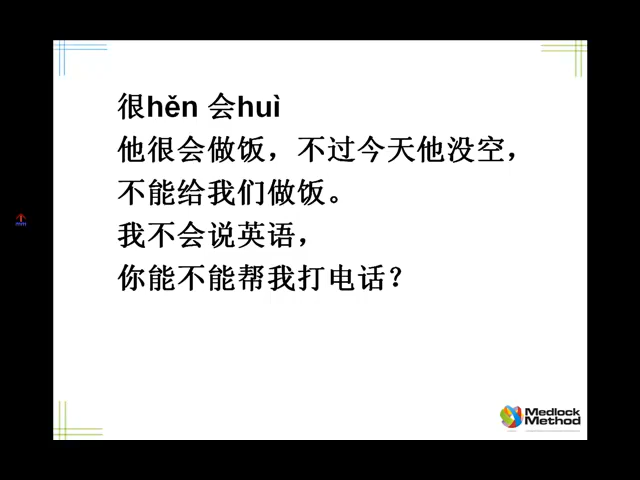 很hěn 会huì
他很会做饭，不过今天他没空，
不能给我们做饭。
我不会说英语，
你能不能帮我打电话？
Medlock
Method